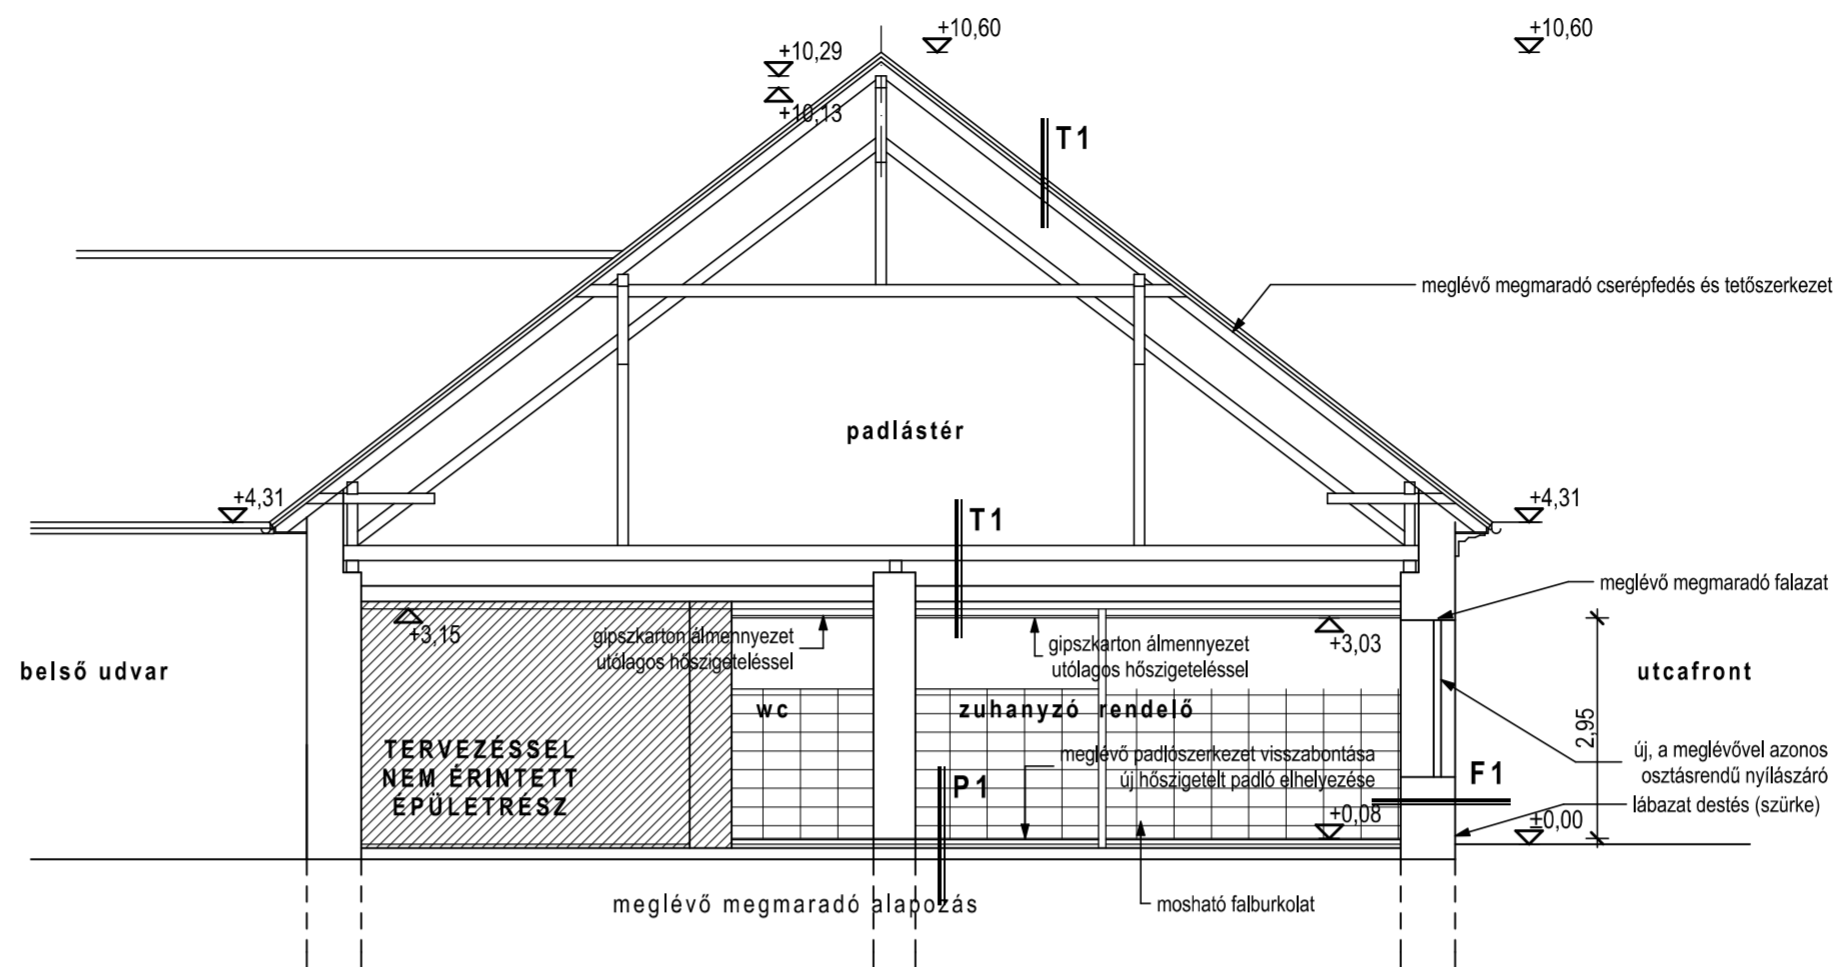 +10,60
+10,60
+10,29
+10,13
T1
meglévő megmaradó cserépfedés és tetőszerkezet
padlástér
+4,31
+4,31
T1
meglévő megmaradó falazat
+3,15
gipszkarton álmennyezet
utólagos hőszigeteléssel
gipszkarton álmennyezet
utólagos hőszigeteléssel
+3,03
belső udvar
utcafront
wc
zuhanyzó rendelő
2,95
TERVEZÉSSEL
NEM ÉRINTETT
ÉPÜLETRÉSZ
meglévő padlószerkezet visszabontása
új hőszigetelt padló elhelyezése
új, a meglévővel azonos
osztásrendű nyílászáró
P1
F1
lábazat destés (szürke)
+0,08
±0,00
meglévő megmaradó alapozás
mosható falburkolat